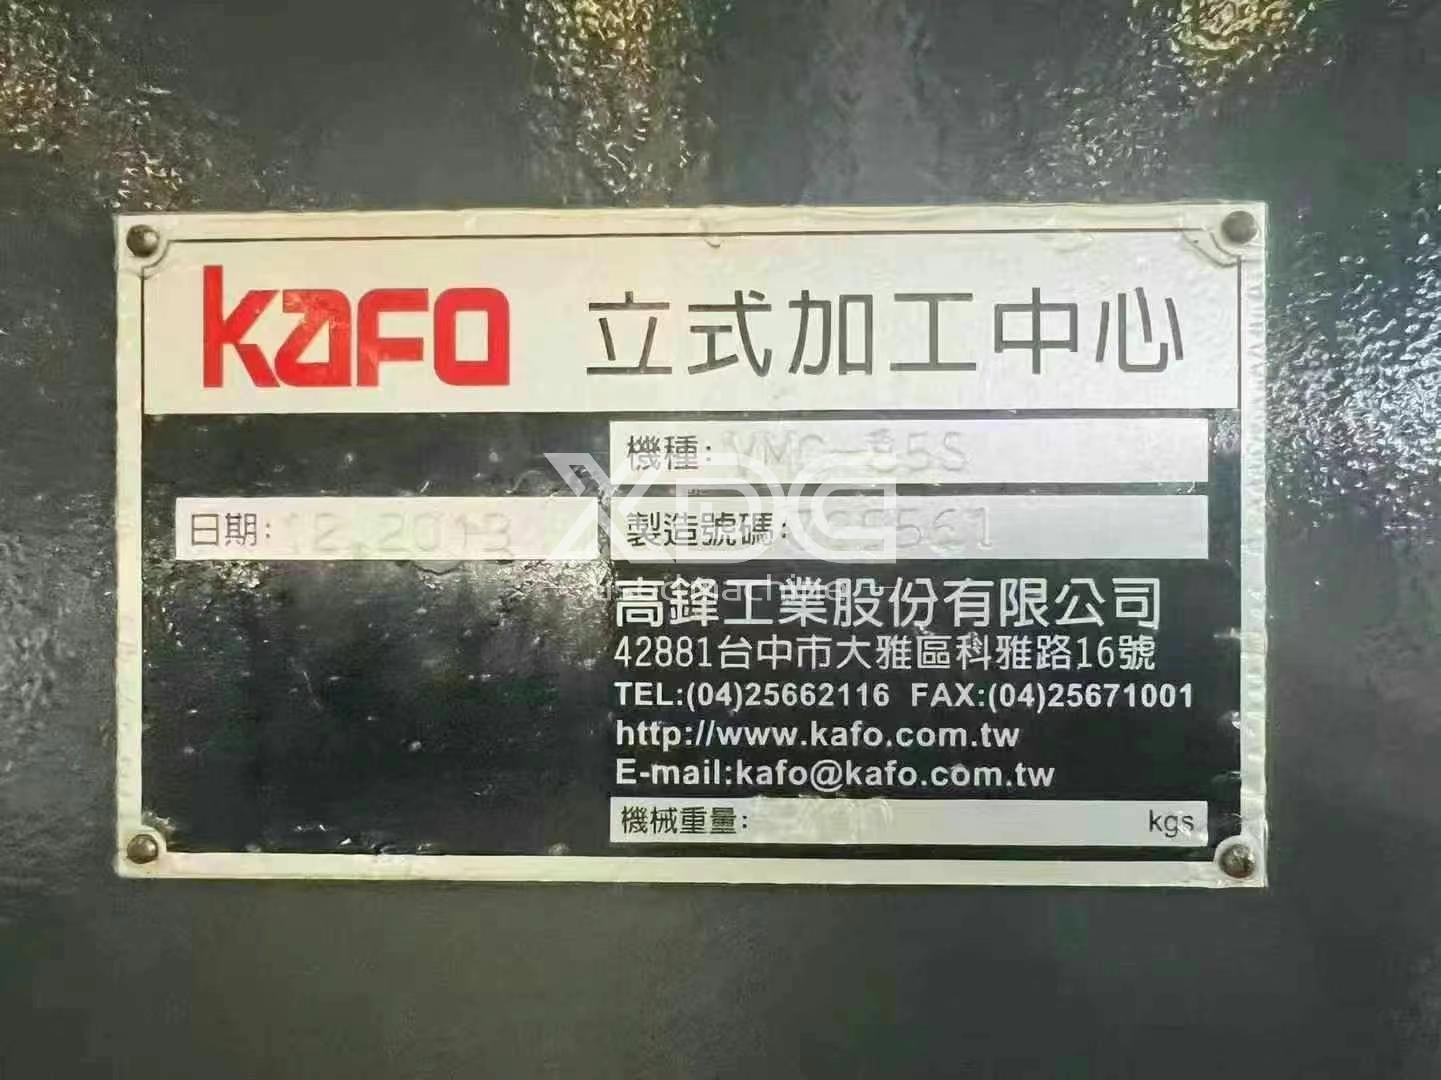 KAFO 立式加工中心
機種: VMC-85S
日期: 12.2013 製造號碼:
XDC
高鋒工業股份有限公司
42881台中市大雅區科雅路16號
TEL:(04)25662116 FAX:(04)25671001
http://www.kafo.com.tw
E-mail:kafo@kafo.com.tw
機械重量: kgs